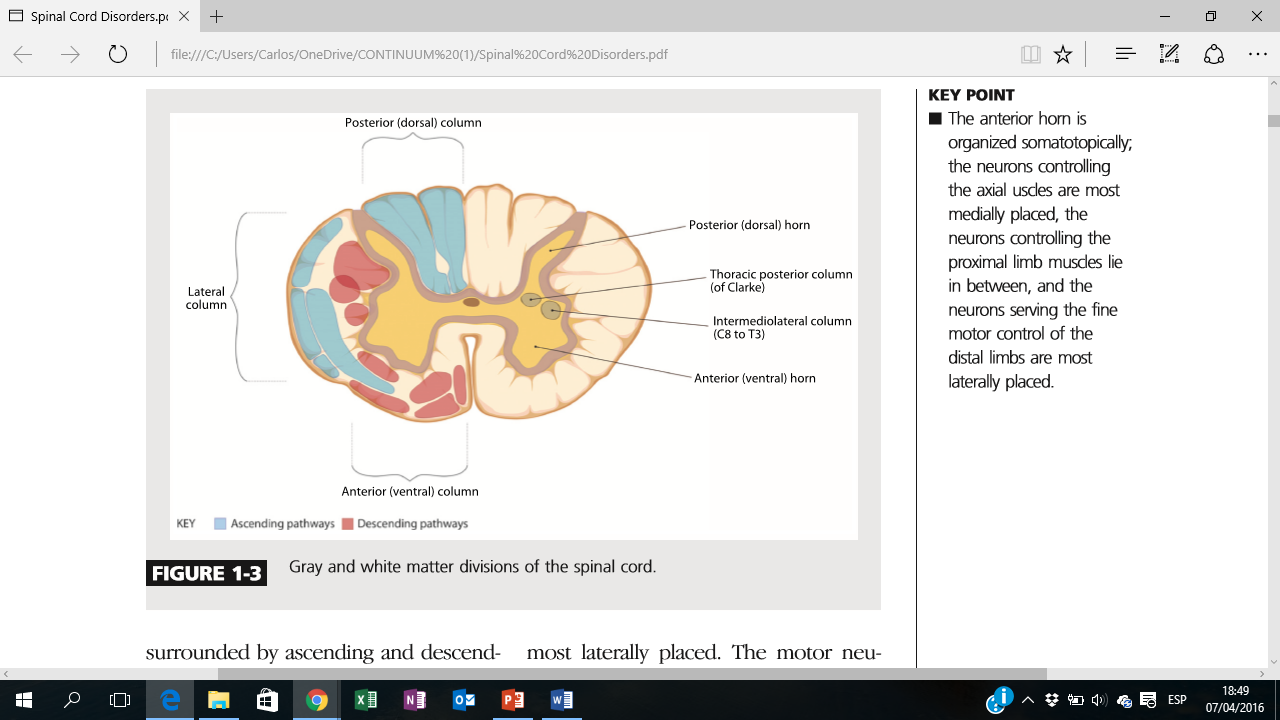 Spinal Cord Disorders.pc
file:///C:/Users/Carlos/OneDrive/CONTINUUM%20(1)/Spinal%20Cord%20Disorders.pdf
Posterior (dorsal) column
Lateral
column
Posterior (dorsal) horn
Thoracic posterior column
(of Clarke)
Intermediolateral column
(C8 to T3)
Anterior (ventral) horn
Anterior (ventral) column
KEY Ascending pathways Descending pathways
FIGURE 1-3 Gray and white matter divisions of the spinal cord.
surrounded by ascending and descend-
most laterally placed. The motor neu-
KEY POINT
■ The anterior horn is
organized somatotopically;
the neurons controlling
the axial uscles are most
medially placed, the
neurons controlling the
proximal limb muscles lie
in between, and the
neurons serving the fine
motor control of the
distal limbs are most
laterally placed.
ESP
18:49
07/04/2016